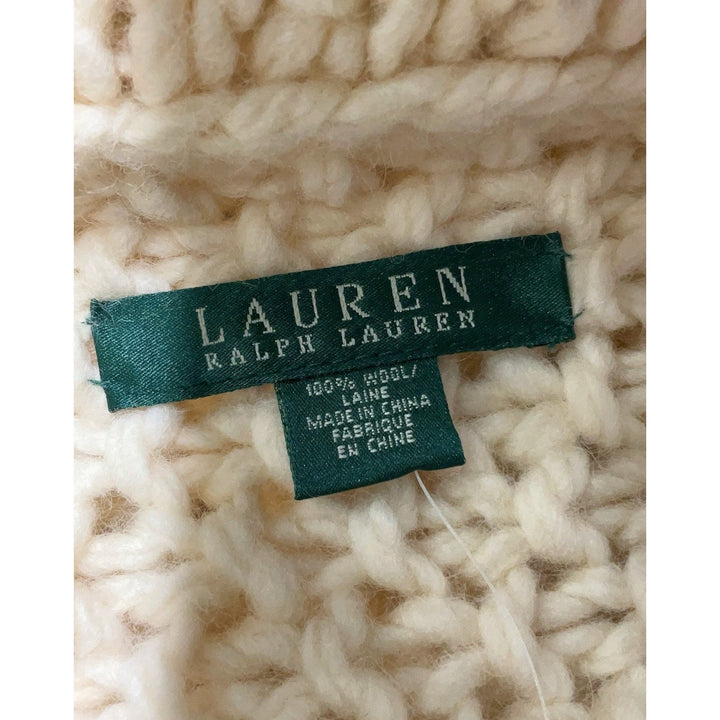 LAUREN
RALPH LAUREN
100% WOOL/
LAINE
MADE IN CHINA
FABRIQUE
EN CHINE